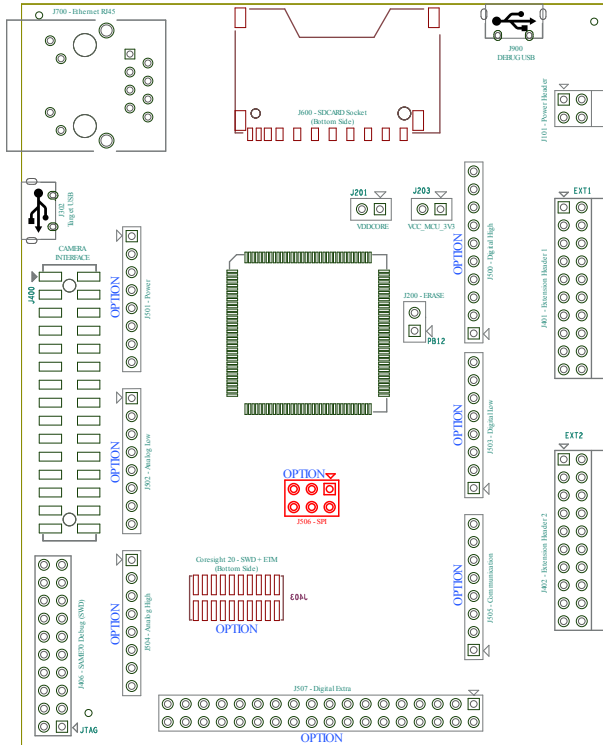 J700 - Ethernet RJ45
J600 - SDCARD Socket
(Bottom Side)
J900
DEBUG USB
J101 - Power Header
J302
Target USB
J201
VDDCORE
J203
VCC_MCU_3V3
OPTION
J500 - Digital High
EXT1
J401 - Extension Header 1
CAMERA
INTERFACE
J400
OPTION
J501 - Power
J200 - ERASE
PB12
OPTION
J502 - Analog Low
OPTION
J503 - Digital Low
EXT2
J402 - Extension Header 2
OPTION
J506 - SPI
Coresight 20 - SWD + ETM
(Bottom Side)
J403
OPTION
OPTION
J504 - Analog High
OPTION
J505 - Communication
J406 - SAME70 Debug (SWD)
JTAG
J507 - Digital Extra
OPTION